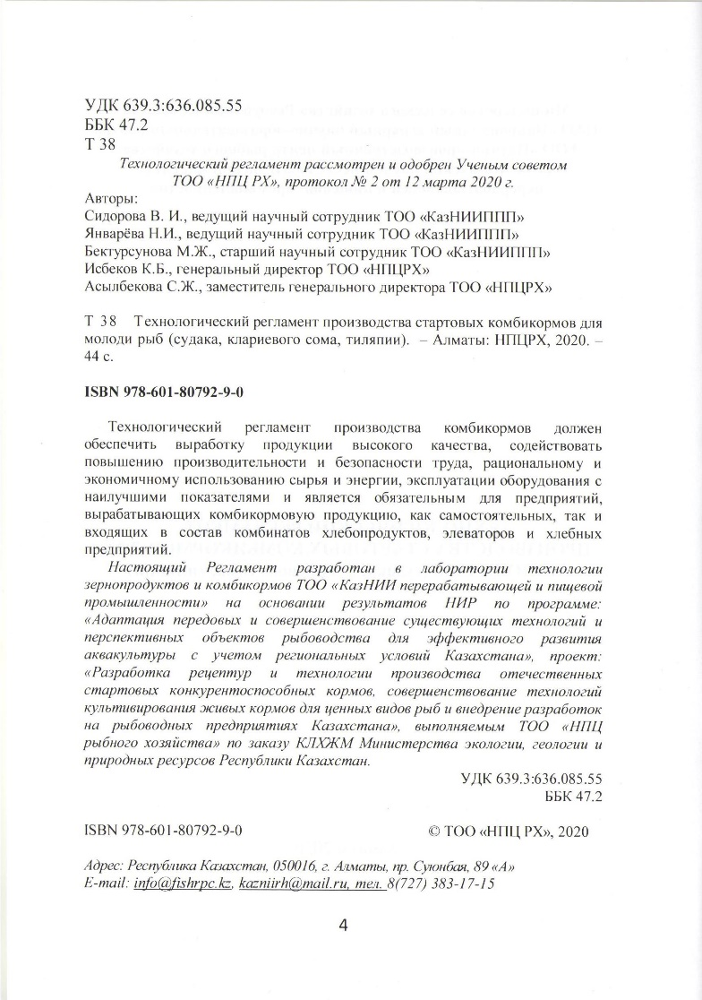 УДК 639.3:636.085.55
ББК 47.2
Т 38
Технологический регламент рассмотрен и одобрен Ученым советом
ТОО «НПЦ РХ», протокол № 2 от 12 марта 2020 г.
Авторы:
Сидорова В. И., ведущий научный сотрудник ТОО «КазНИИППП»
Январёва Н.И., ведущий научный сотрудник ТОО «КазНИИППП»
Бектурсунова М.Ж., старший научный сотрудник ТОО «КазНИИППП»
Исбеков К.Б., генеральный директор ТОО «НПЦРХ»
Асылбекова С.Ж., заместитель генерального директора ТОО «НПЦРХ»
Т 38 Технологический регламент производства стартовых комбикормов для
молоди рыб (судака, клариевого сома, тиляпии). – Алматы: НПЦРХ, 2020. –
44 с.
ISBN 978-601-80792-9-0
Технологический регламент производства комбикормов должен
обеспечить выработку продукции высокого качества, содействовать
повышению производительности и безопасности труда, рациональному и
экономичному использованию сырья и энергии, эксплуатации оборудования с
наилучшими показателями и является обязательным для предприятий,
вырабатывающих комбикормовую продукцию, как самостоятельных, так и
входящих в состав комбинатов хлебопродуктов, элеваторов и хлебных
предприятий.
Настоящий Регламент разработан в лаборатории технологии
зернопродуктов и комбикормов ТОО «КазНИИ перерабатывающей и пищевой
промышленности» на основании результатов НИР по программе:
«Адаптация передовых и совершенствование существующих технологий и
перспективных объектов рыбоводства для эффективного развития
аквакультуры с учетом региональных условий Казахстана», проект:
«Разработка рецептур и технологии производства отечественных
стартовых конкурентоспособных кормов, совершенствование технологий
культивирования живых кормов для ценных видов рыб и внедрение разработок
на рыбоводных предприятиях Казахстана», выполняемым ТОО «НПЦ
рыбного хозяйства» по заказу КЛХЖМ Министерства экологии, геологии и
природных ресурсов Республики Казахстан.
УДК 639.3:636.085.55
ББК 47.2
ISBN 978-601-80792-9-0 © ТОО «НПЦ РХ», 2020
Адрес: Республика Казахстан, 050016, г. Алматы, пр. Суюнбая, 89 «А»
E-mail: info@fishrpc.kz, kazniirh@mail.ru, тел. 8(727) 383-17-15
4